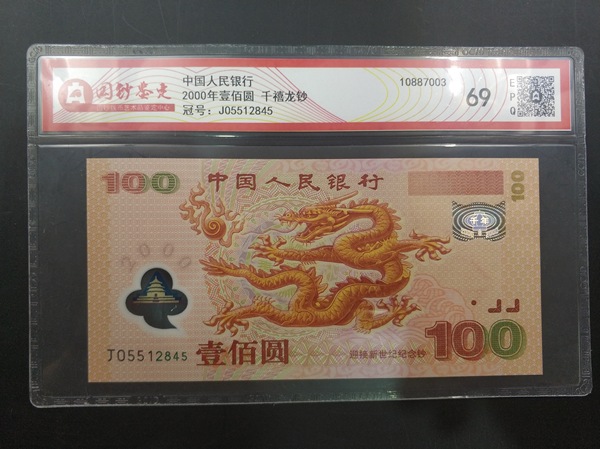 国钞鉴定
中国人民银行
2000年壹佰圆 千禧龙钞
冠号：J05512845
10887003
69
EPQ
100 中国人民银行
100
千年
2000
J05512845
壹佰圆
迎接新世纪纪念钞
100